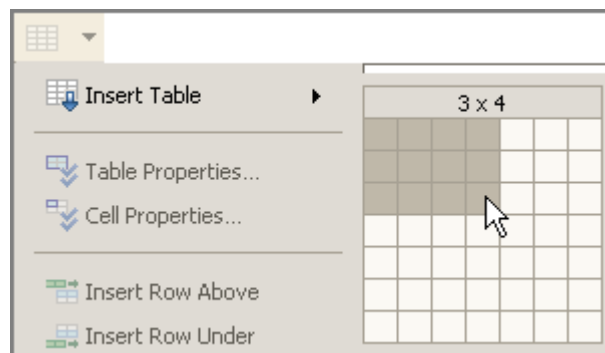 Insert Table
3 x 4
Table Properties...
Cell Properties...
Insert Row Above
Insert Row Under